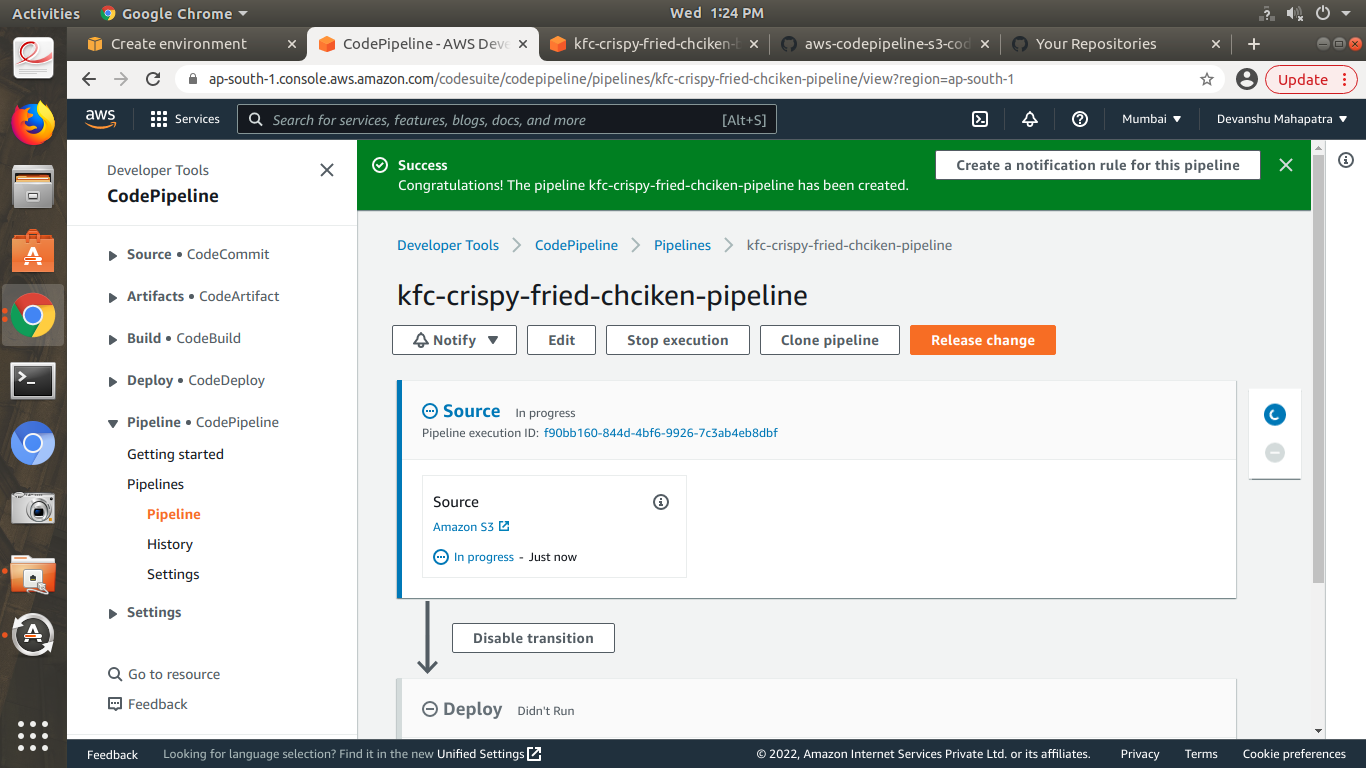 Activities
Google Chrome
Wed 1:24 PM
Create environment
CodePipeline - AWS Deve
kfc-crispy-fried-chciken-b
aws-codepipeline-s3-cod
Your Repositories
ap-south-1.console.aws.amazon.com/codesuite/codepipeline/pipelines/kfc-crispy-fried-chciken-pipeline/view?region=ap-south-1
Update
aws
Services
Search for services, features, blogs, docs, and more
[Alt+S]
Mumbai
Devanshu Mahapatra
Developer Tools
CodePipeline
Source • CodeCommit
Artifacts • CodeArtifact
Build • CodeBuild
Deploy • CodeDeploy
Pipeline • CodePipeline
Getting started
Pipelines
Pipeline
History
Settings
Settings
Go to resource
Feedback
Success
Congratulations! The pipeline kfc-crispy-fried-chciken-pipeline has been created.
Create a notification rule for this pipeline
Developer Tools
CodePipeline
Pipelines
kfc-crispy-fried-chciken-pipeline
kfc-crispy-fried-chciken-pipeline
Notify
Edit
Stop execution
Clone pipeline
Release change
Source In progress
Pipeline execution ID: f90bb160-844d-4bf6-9926-7c3ab4eb8dbf
Source
Amazon S3
In progress - Just now
Disable transition
Deploy Didn't Run
Feedback
Looking for language selection? Find it in the new Unified Settings
© 2022, Amazon Internet Services Private Ltd. or its affiliates.
Privacy
Terms
Cookie preferences